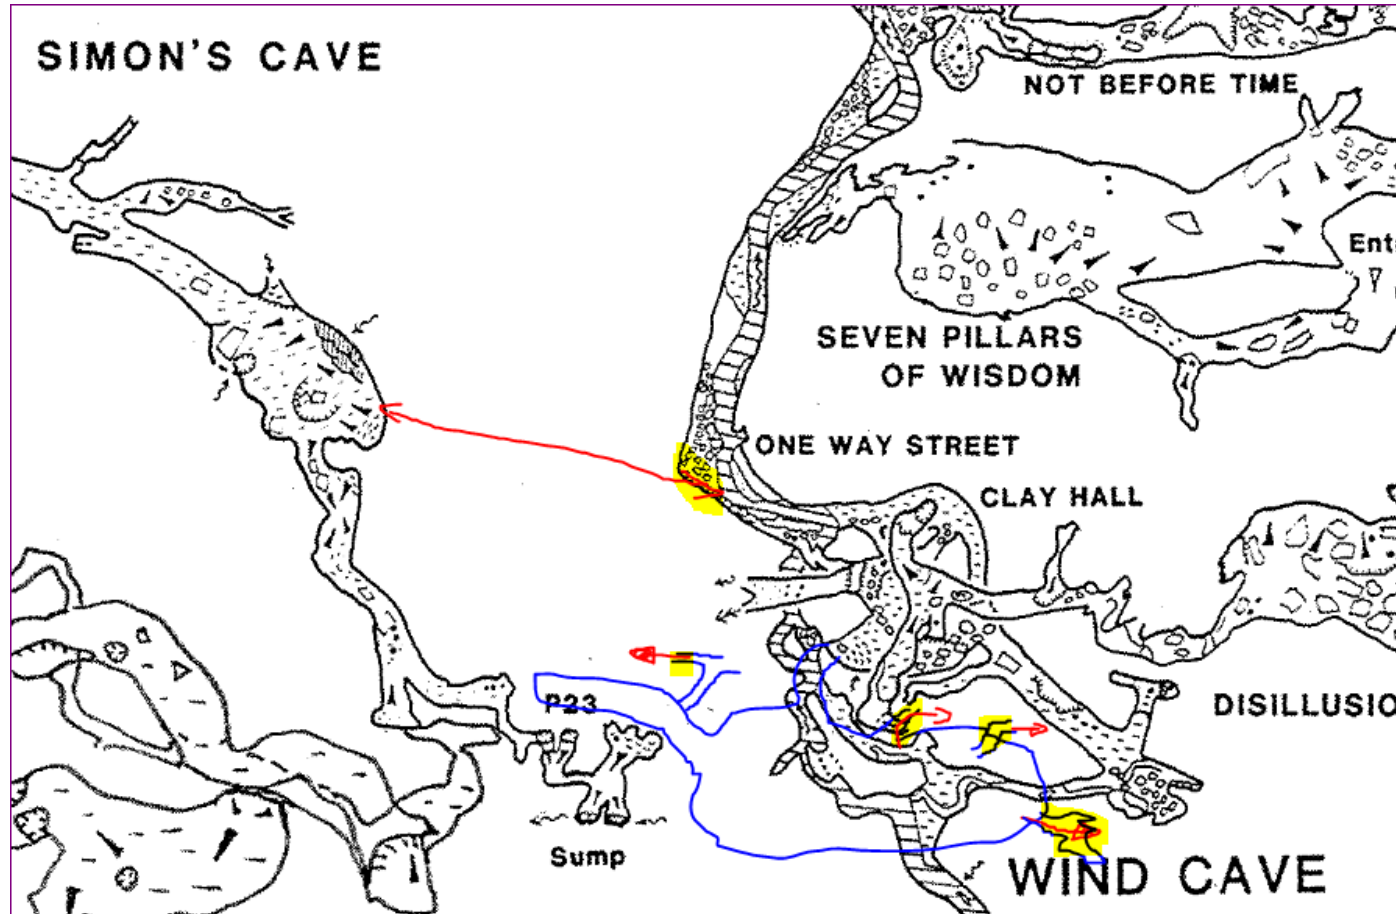 SIMON'S CAVE
NOT BEFORE TIME
SEVEN PILLARS
OF WISDOM
ONE WAY STREET
CLAY HALL
P23
Sump
WIND CAVE